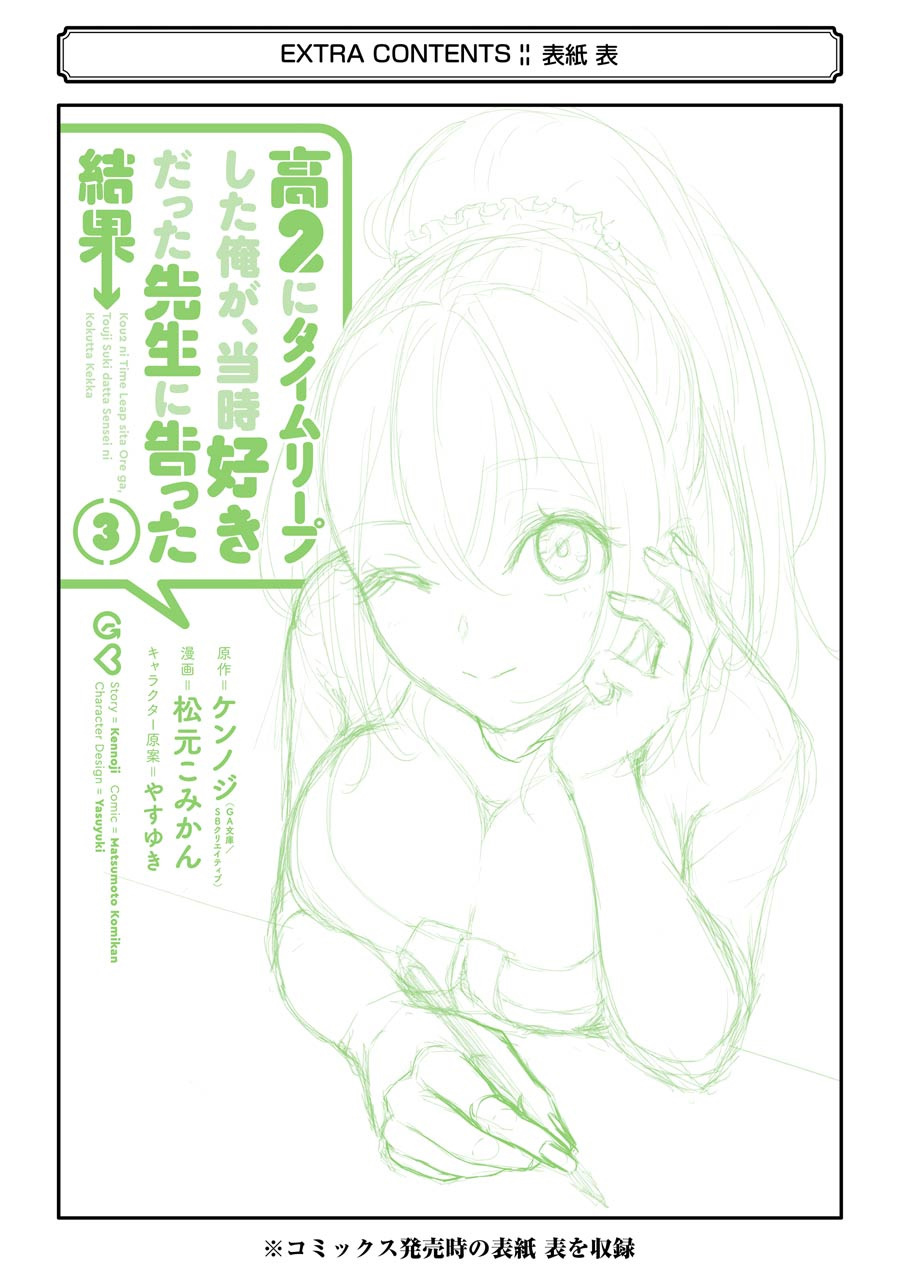 EXTRA CONTENTS :: 表紙 表
高2にタイムリープ
した俺が、当時好き
だった先生に告った
結果
Kou2 ni Time Leap sita Ore ga,
Touji Suki datta Sensei ni
Kokutta Kekka
3
原作=ケンノジ(GA文庫/SBクリエイティブ)
漫画=松元こみかん
キャラクター原案=やすゆき
Story = Kennoji Comic = Matsumoto Komikan
Character Design = Yasuyuki
※コミックス発売時の表紙 表を収録